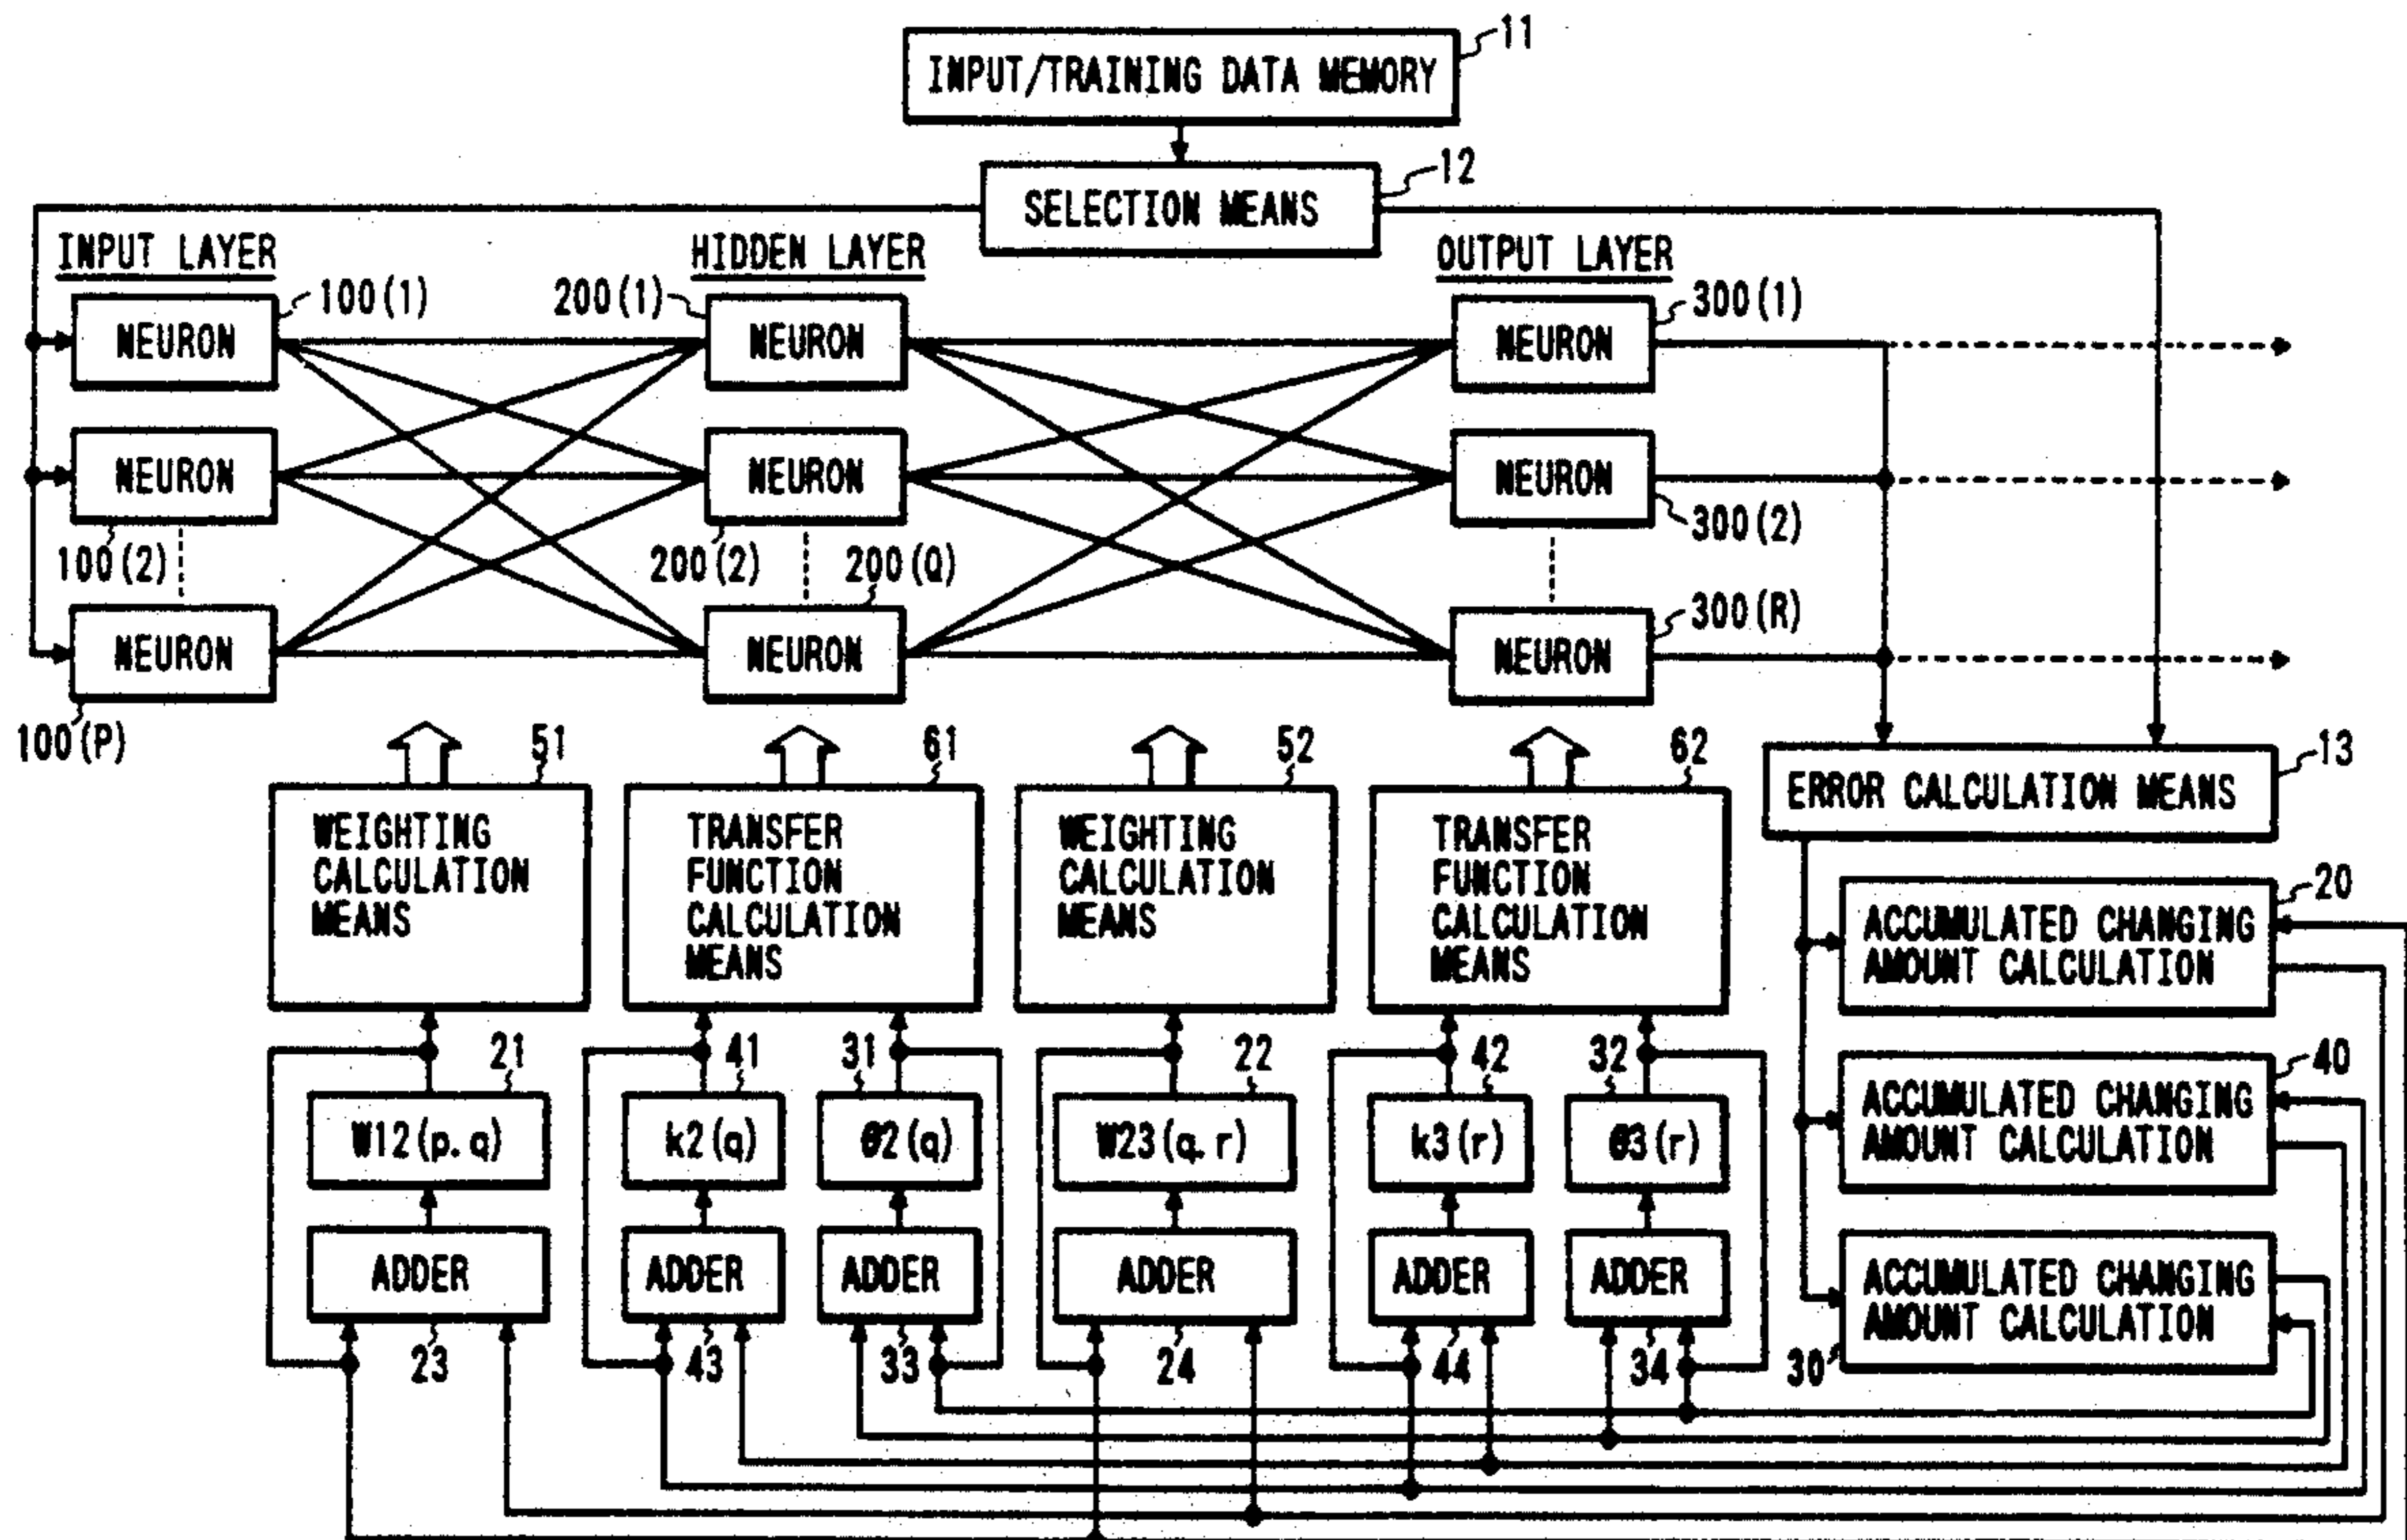 11
INPUT/TRAINING DATA MEMORY
12
SELECTION MEANS
INPUT LAYER
HIDDEN LAYER
OUTPUT LAYER
100(1)
200(1)
300(1)
NEURON
NEURON
NEURON
NEURON
NEURON
NEURON
100(2)
200(2)
200(Q)
300(2)
300(R)
NEURON
NEURON
NEURON
100(P)
51
61
52
62
13
ERROR CALCULATION MEANS
WEIGHTING
CALCULATION
MEANS
TRANSFER
FUNCTION
CALCULATION
MEANS
WEIGHTING
CALCULATION
MEANS
TRANSFER
FUNCTION
CALCULATION
MEANS
20
ACCUMULATED CHANGING
AMOUNT CALCULATION
21
41
31
22
42
32
40
W12(p.q)
k2(q)
θ2(q)
W23(q.r)
k3(r)
θ3(r)
ACCUMULATED CHANGING
AMOUNT CALCULATION
ADDER
ADDER
ADDER
ADDER
ADDER
ADDER
ACCUMULATED CHANGING
AMOUNT CALCULATION
23
43
33
24
44
34
30